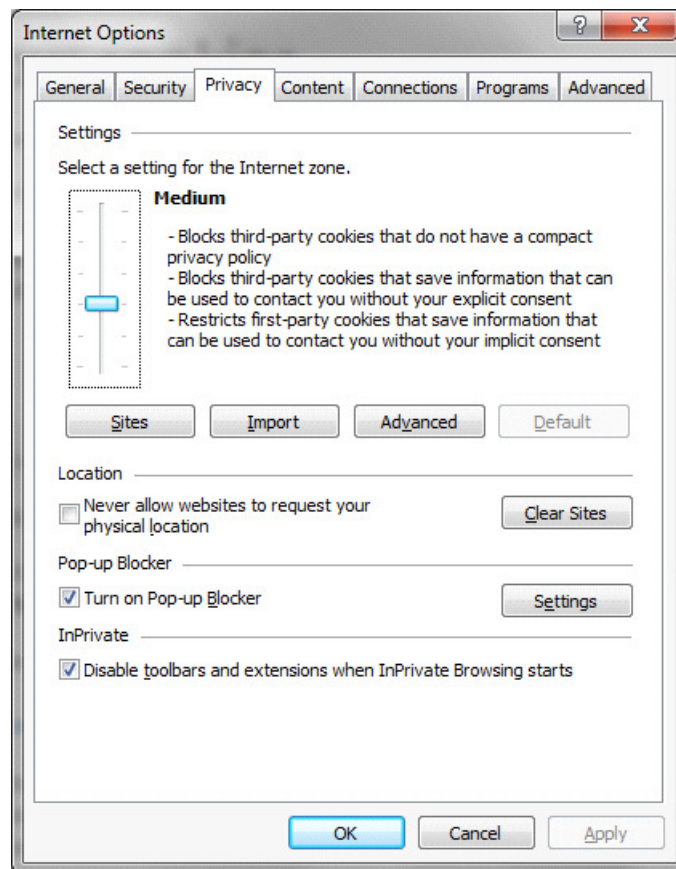 Internet Options
?
General Security Privacy Content Connections Programs Advanced
Settings
Select a setting for the Internet zone.
Medium
- Blocks third-party cookies that do not have a compact
privacy policy
- Blocks third-party cookies that save information that can
be used to contact you without your explicit consent
- Restricts first-party cookies that save information that
can be used to contact you without your implicit consent
Sites Import Advanced Default
Location
Never allow websites to request your
physical location
Clear Sites
Pop-up Blocker
Turn on Pop-up Blocker
Settings
InPrivate
Disable toolbars and extensions when InPrivate Browsing starts
OK Cancel Apply